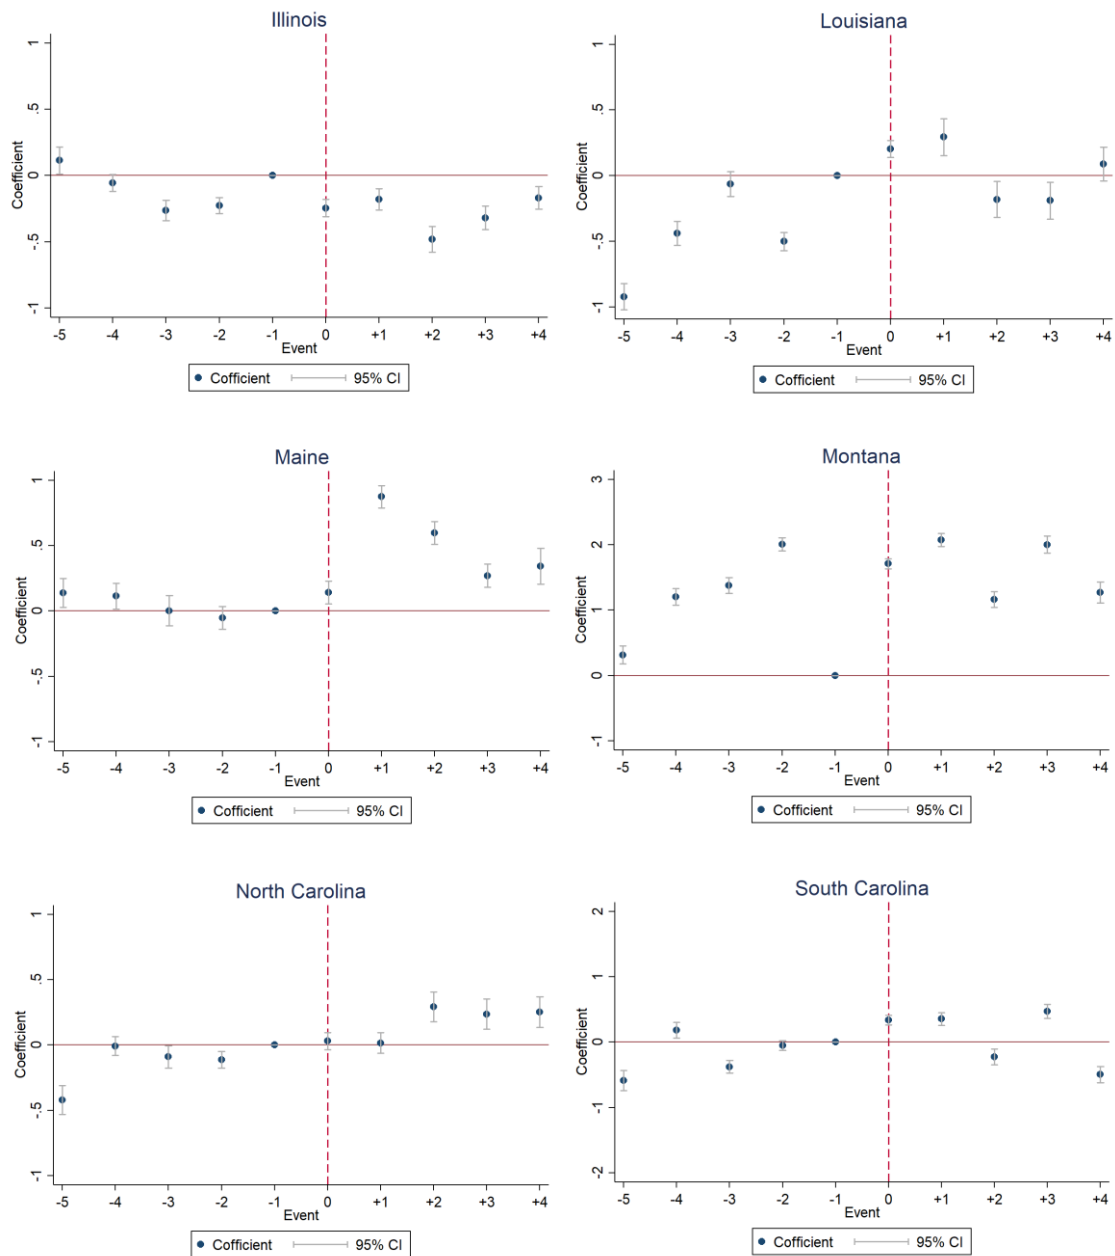 Illinois
Coefficient
1
.5
0
-.5
-1
-5 -4 -3 -2 -1 0 +1 +2 +3 +4
Event
Cofficient 95% CI
Louisiana
Coefficient
1
.5
0
-.5
-1
-5 -4 -3 -2 -1 0 +1 +2 +3 +4
Event
Cofficient 95% CI
Maine
Coefficient
1
.5
0
-.5
-1
-5 -4 -3 -2 -1 0 +1 +2 +3 +4
Event
Cofficient 95% CI
Montana
Coefficient
3
2
1
0
-1
-5 -4 -3 -2 -1 0 +1 +2 +3 +4
Event
Cofficient 95% CI
North Carolina
Coefficient
1
.5
0
-.5
-1
-5 -4 -3 -2 -1 0 +1 +2 +3 +4
Event
Cofficient 95% CI
South Carolina
Coefficient
2
1
0
-1
-2
-5 -4 -3 -2 -1 0 +1 +2 +3 +4
Event
Cofficient 95% CI